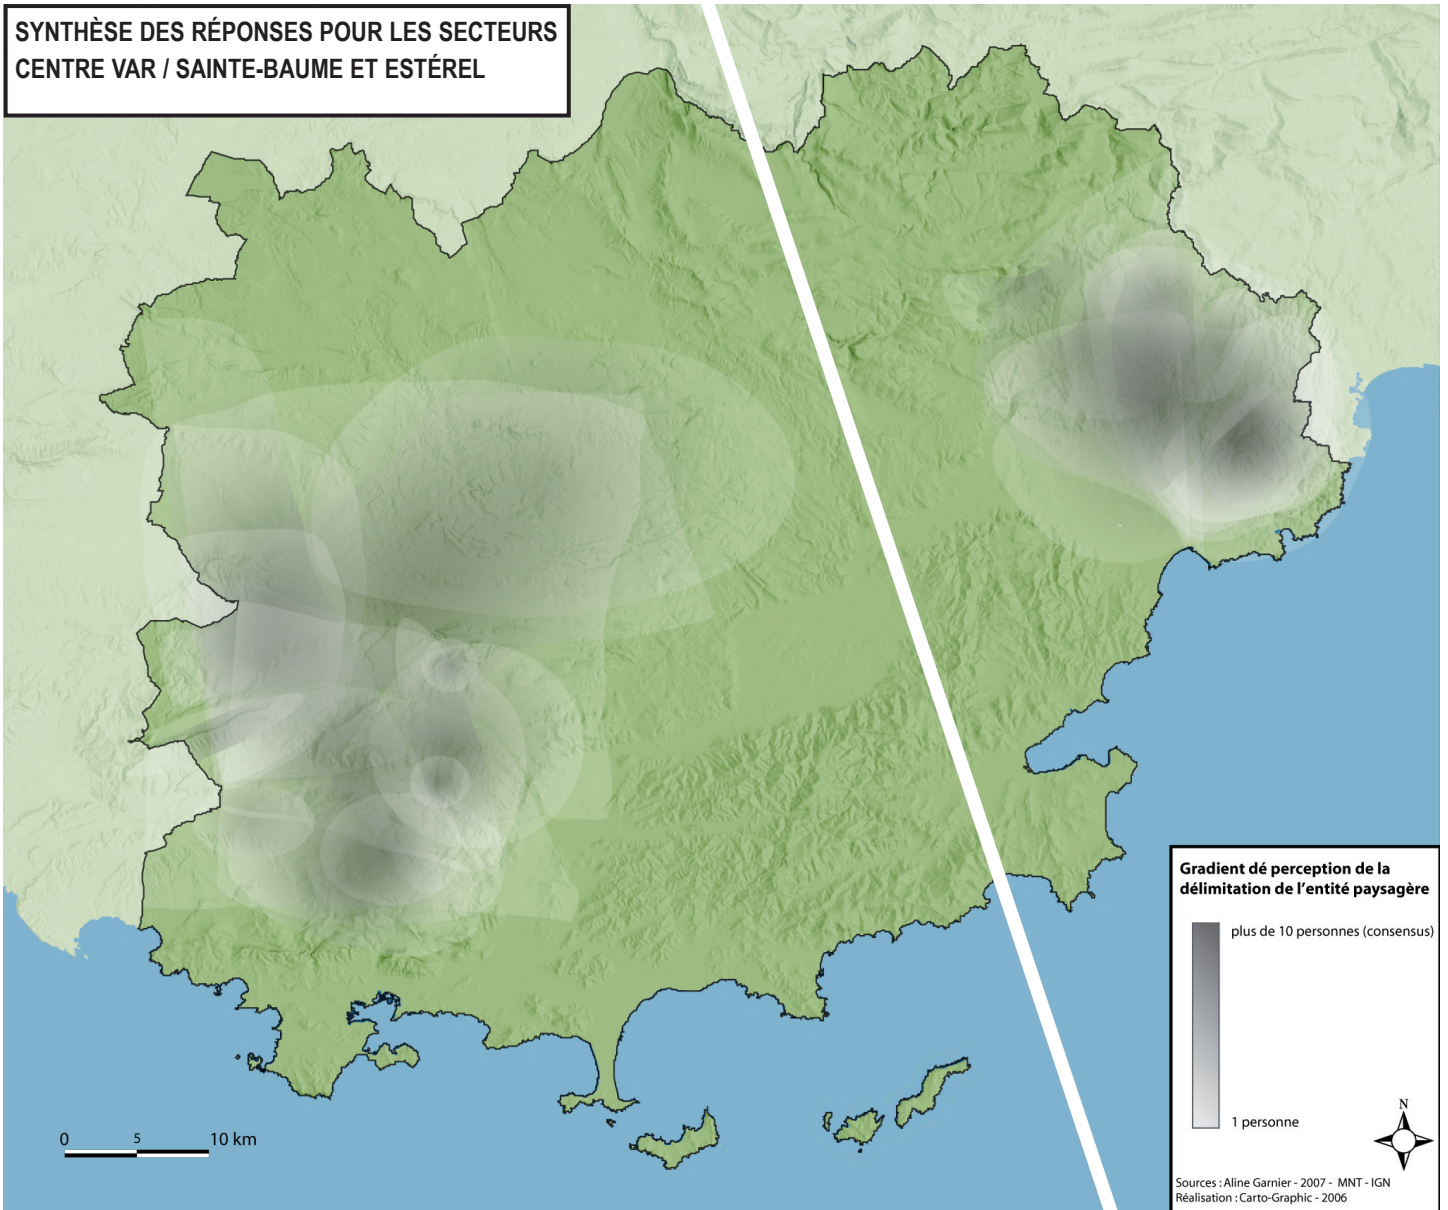 SYNTHÈSE DES RÉPONSES POUR LES SECTEURS
CENTRE VAR / SAINTE-BAUME ET ESTÉREL
0 5 10 km
Gradient dé perception de la
délimitation de l'entité paysagère
plus de 10 personnes (consensus)
1 personne
N
Sources : Aline Garnier - 2007 - MNT - IGN
Réalisation : Carto-Graphic - 2006